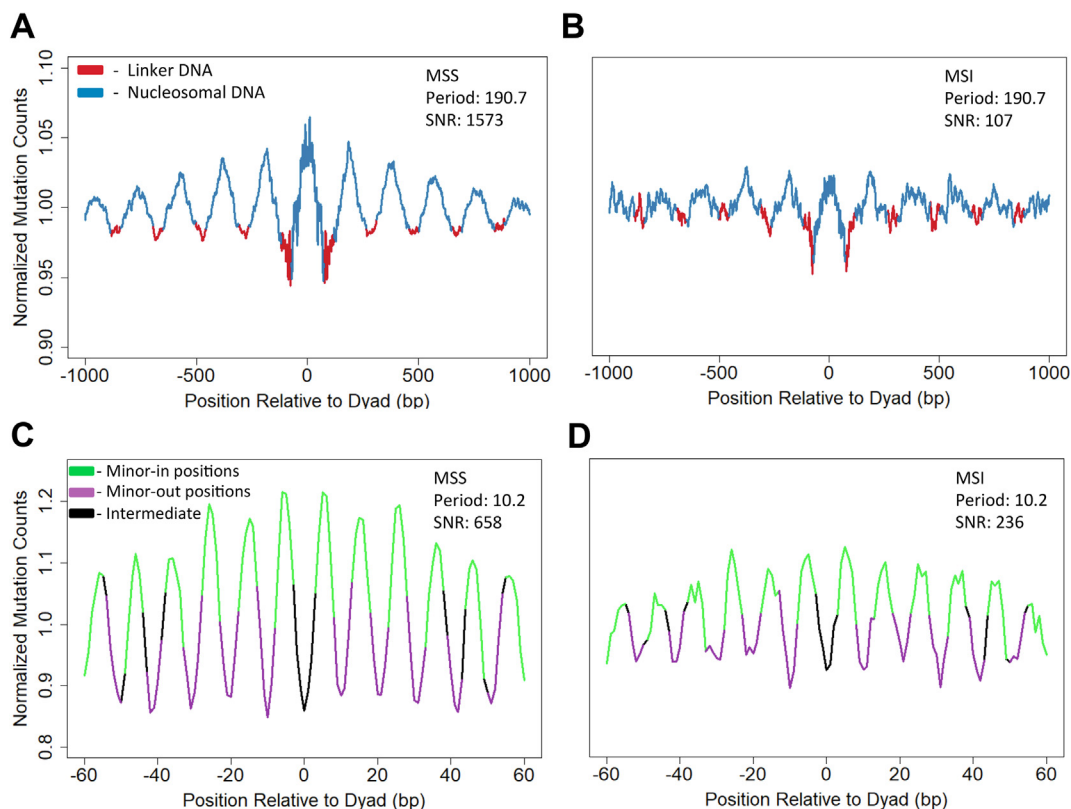 A
B
1.10
1.05
1.00
0.95
0.90
Normalized Mutation Counts
- Linker DNA
- Nucleosomal DNA
MSS
Period: 190.7
SNR: 1573
MSI
Period: 190.7
SNR: 107
-1000 -500 0 500 1000
Position Relative to Dyad (bp)
-1000 -500 0 500 1000
Position Relative to Dyad (bp)
C
D
1.2
1.1
1.0
0.9
0.8
Normalized Mutation Counts
- Minor-in positions
- Minor-out positions
- Intermediate
MSS
Period: 10.2
SNR: 658
MSI
Period: 10.2
SNR: 236
-60 -40 -20 0 20 40 60
Position Relative to Dyad (bp)
-60 -40 -20 0 20 40 60
Position Relative to Dyad (bp)